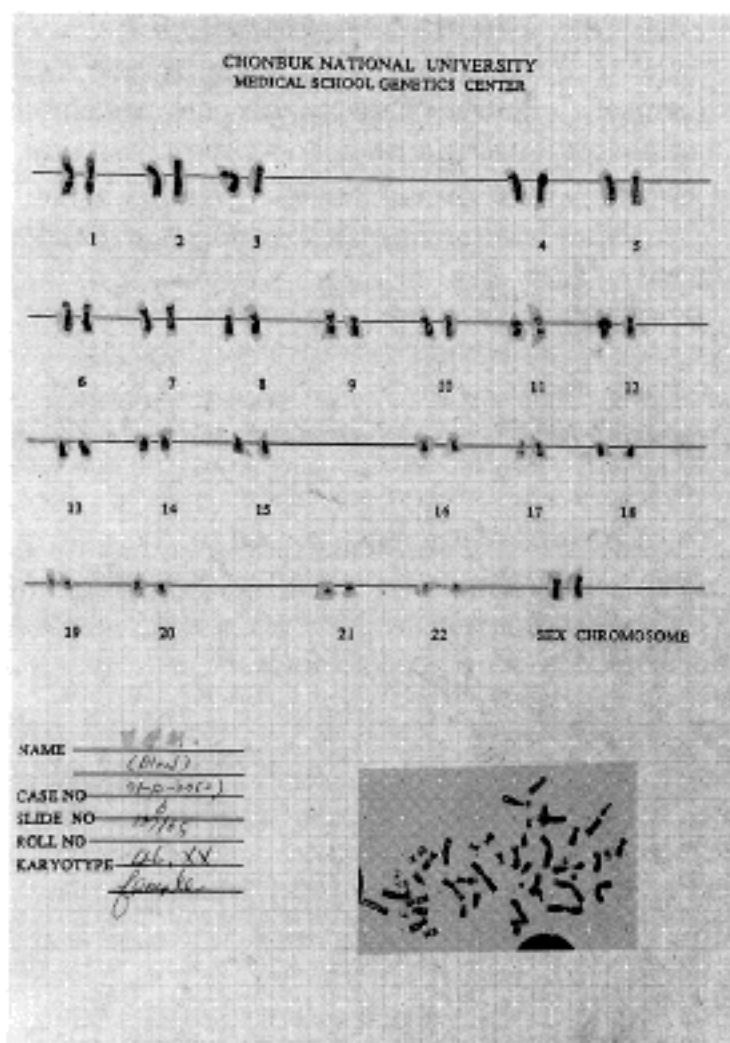 CHONBUK NATIONAL UNIVERSITY
MEDICAL SCHOOL GENETICS CENTER
1 2 3 4 5
6 7 8 9 10 11 12
13 14 15 16 17 18
19 20 21 22 SEX CHROMOSOME
NAME
(Blood)
CASE NO
SLIDE NO
ROLL NO
KARYOTYPE 46, XX
female